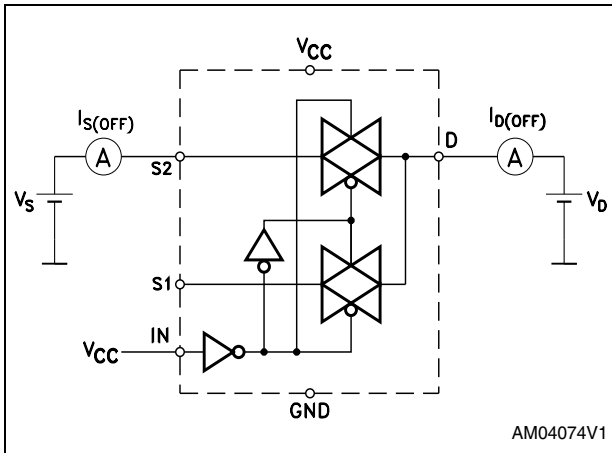 VCC
IS(OFF)
ID(OFF)
A
S2
D
A
VS
VD
S1
IN
VCC
GND
AM04074V1